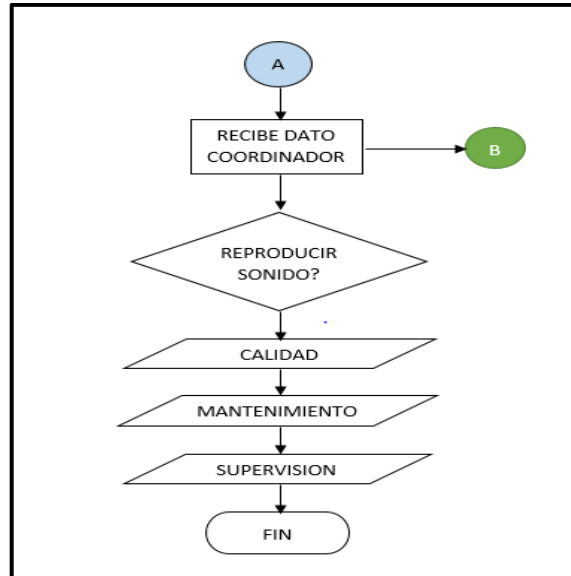 A
RECIBE DATO
COORDINADOR
B
REPRODUCIR
SONIDO?
CALIDAD
MANTENIMIENTO
SUPERVISION
FIN